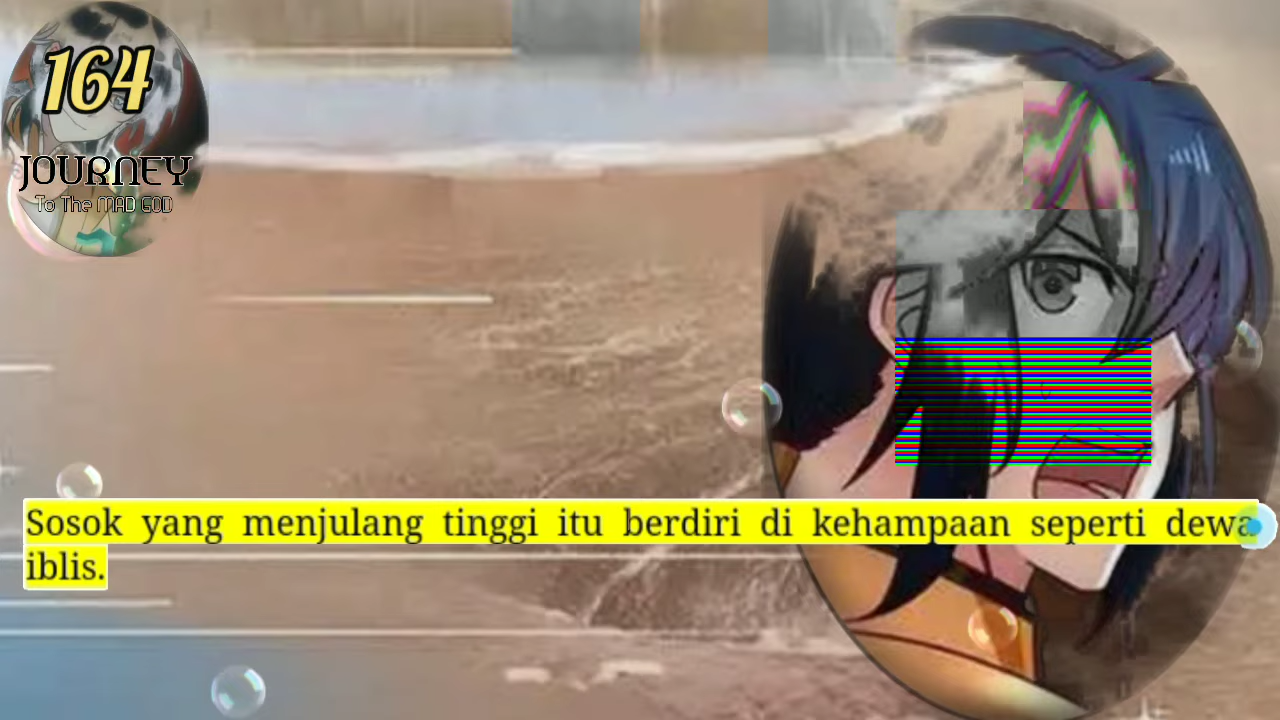 164
JOURNEY
To The MAD GOD
Sosok yang menjulang tinggi itu berdiri di kehampaan seperti dewa
iblis.